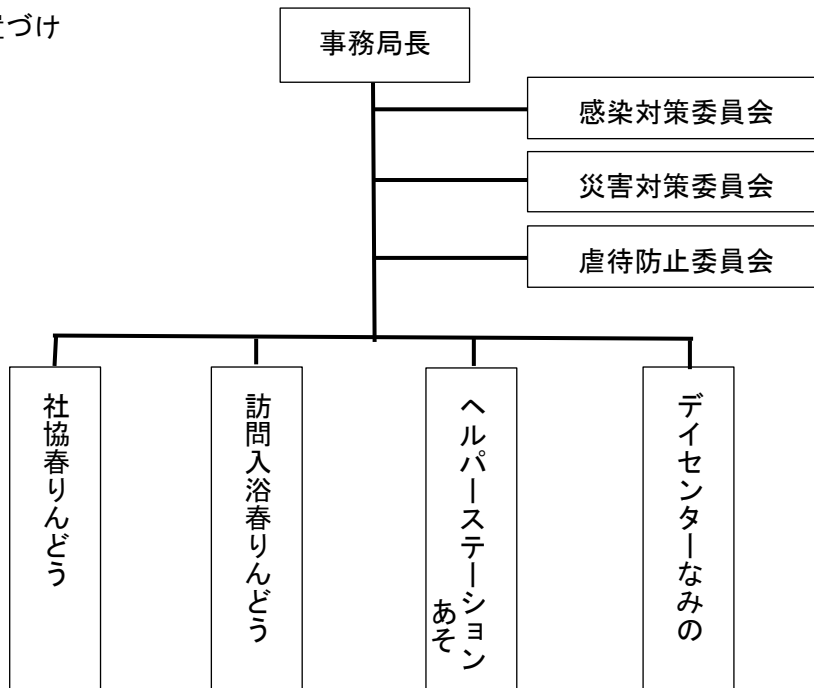 置づけ
事務局長
感染対策委員会
災害対策委員会
虐待防止委員会
社協春りんどう
訪問入浴春りんどう
ヘルパーステーション
あそ
デイセンターなみの